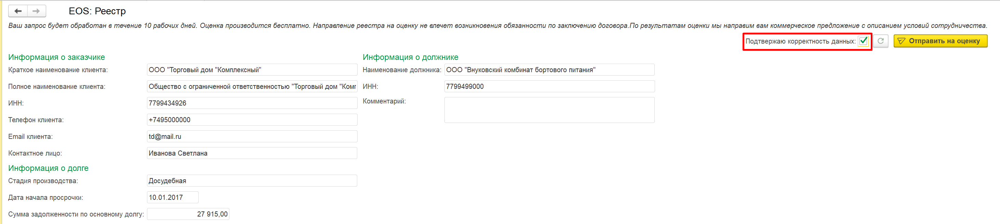 EOS: Реестр
Ваш запрос будет обработан в течение 10 рабочих дней. Оценка производится бесплатно. Направление реестра на оценку не влечет возникновения обязанности по заключению договора.По результатам оценки мы направим вам коммерческое предложение с описанием условий сотрудничества.
Подтвержаю корректность данных: Отправить на оценку
Информация о заказчике
Краткое наименование клиента: ООО "Торговый дом "Комплексный"
Полное наименование клиента: Общество с ограниченной ответственностью "Торговый дом "Комг
ИНН: 7799434926
Телефон клиента: +7495000000
Email клиента: td@mail.ru
Контактное лицо: Иванова Светлана
Информация о долге
Стадия производства: Досудебная
Дата начала просрочки: 10.01.2017
Сумма задолженности по основному долгу: 27 915,00
Информация о должнике
Наименование должника: ООО "Внуковский комбинат бортового питания"
ИНН: 7799499000
Комментарий: